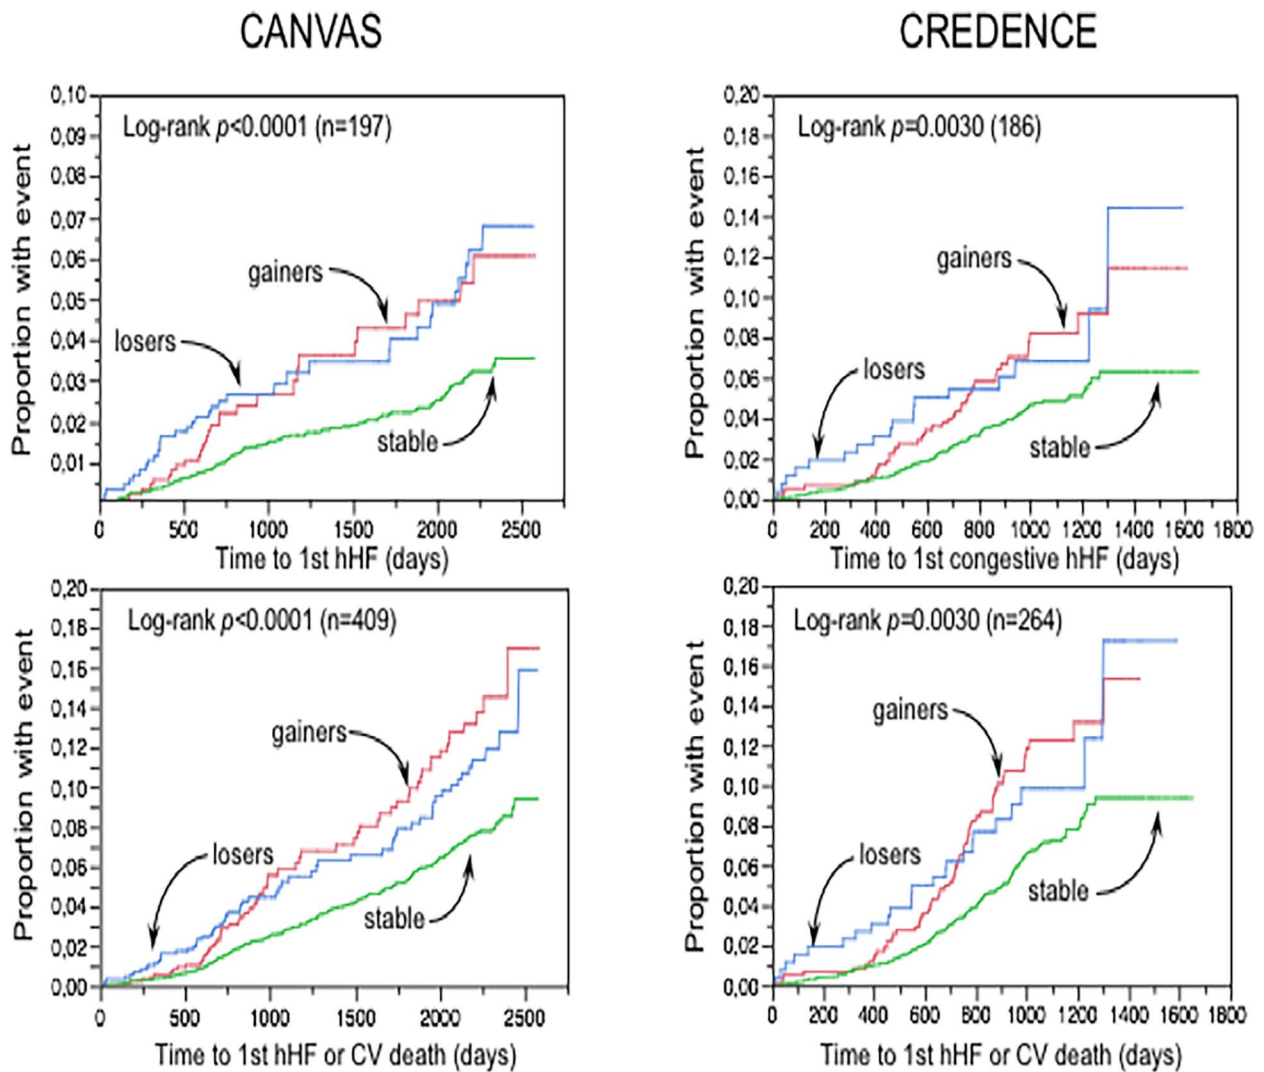 CANVAS
CREDENCE
Proportion with event
0,10
0,09
0,08
0,07
0,06
0,05
0,04
0,03
0,02
0,01
Log-rank p<0.0001 (n=197)
gainers
losers
stable
0 500 1000 1500 2000 2500
Time to 1st hHF (days)
Proportion with event
0,20
0,18
0,16
0,14
0,12
0,10
0,08
0,06
0,04
0,02
0,00
Log-rank p=0.0030 (186)
gainers
losers
stable
0 200 400 600 800 1000 1200 1400 1600 1800
Time to 1st congestive hHF (days)
Proportion with event
0,20
0,18
0,16
0,14
0,12
0,10
0,08
0,06
0,04
0,02
0,00
Log-rank p<0.0001 (n=409)
gainers
losers
stable
0 500 1000 1500 2000 2500
Time to 1st hHF or CV death (days)
Proportion with event
0,20
0,18
0,16
0,14
0,12
0,10
0,08
0,06
0,04
0,02
0,00
Log-rank p=0.0030 (n=264)
gainers
losers
stable
0 200 400 600 800 1000 1200 1400 1600 1800
Time to 1st hHF or CV death (days)